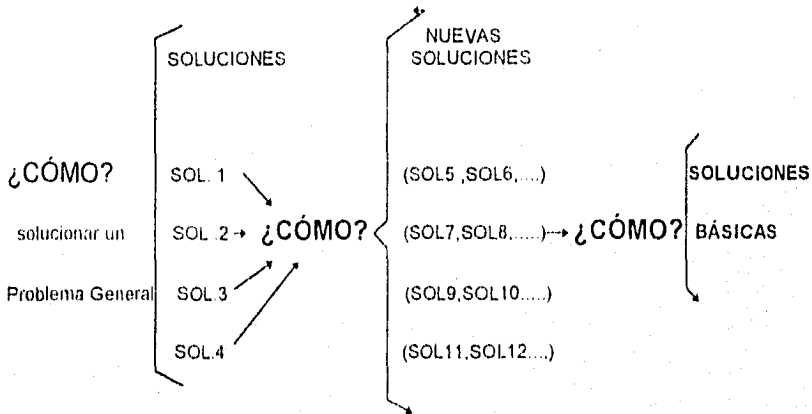 SOLUCIONES
NUEVAS
SOLUCIONES
¿CÓMO?
solucionar un
Problema General
SOL. 1
SOL .2
SOL.3
SOL.4
¿CÓMO?
(SOL5 ,SOL6,....)
(SOL7,SOL8,.....)
(SOL9,SOL10.....)
(SOL11,SOL12...,)
¿CÓMO?
SOLUCIONES
BÁSICAS